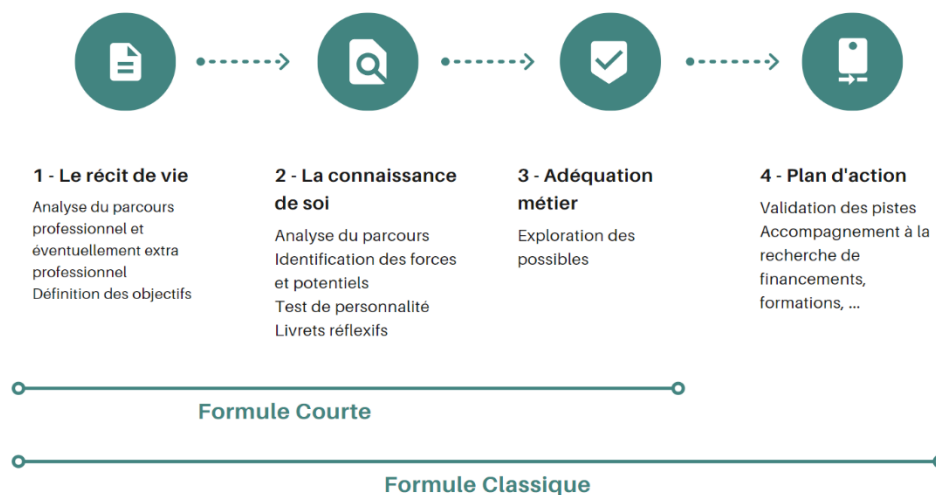 1 - Le récit de vie
Analyse du parcours
professionnel et
éventuellement extra
professionnel
Définition des objectifs
2 - La connaissance
de soi
Analyse du parcours
Identification des forces
et potentiels
Test de personnalité
Livrets réflexifs
3 - Adéquation
métier
Exploration des
possibles
4 - Plan d'action
Validation des pistes
Accompagnement à la
recherche de
financements,
formations, ...
Formule Courte
Formule Classique